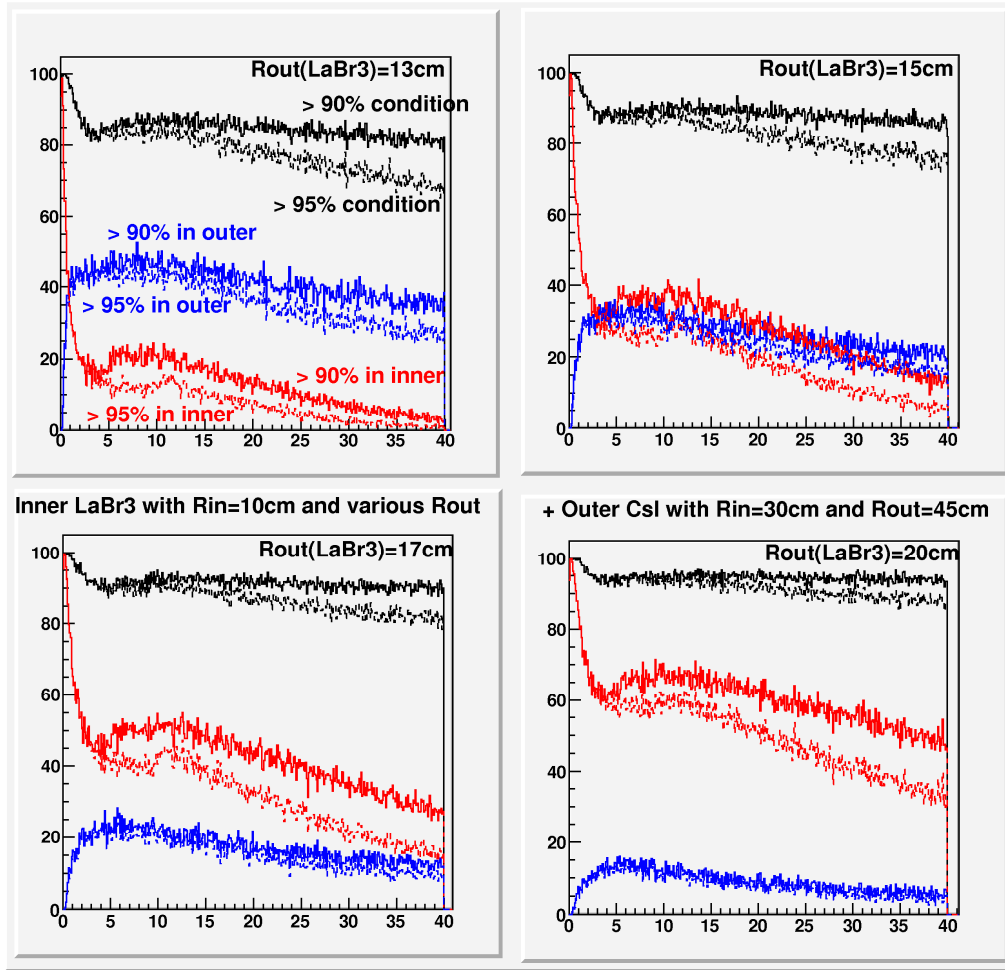 Rout(LaBr3)=13cm
> 90% condition
> 95% condition
> 90% in outer
> 95% in outer
> 90% in inner
> 95% in inner
100
80
60
40
20
0
0 5 10 15 20 25 30 35 40
Rout(LaBr3)=15cm
100
80
60
40
20
0
0 5 10 15 20 25 30 35 40
Inner LaBr3 with Rin=10cm and various Rout
Rout(LaBr3)=17cm
100
80
60
40
20
0
0 5 10 15 20 25 30 35 40
+ Outer CsI with Rin=30cm and Rout=45cm
Rout(LaBr3)=20cm
100
80
60
40
20
0
0 5 10 15 20 25 30 35 40